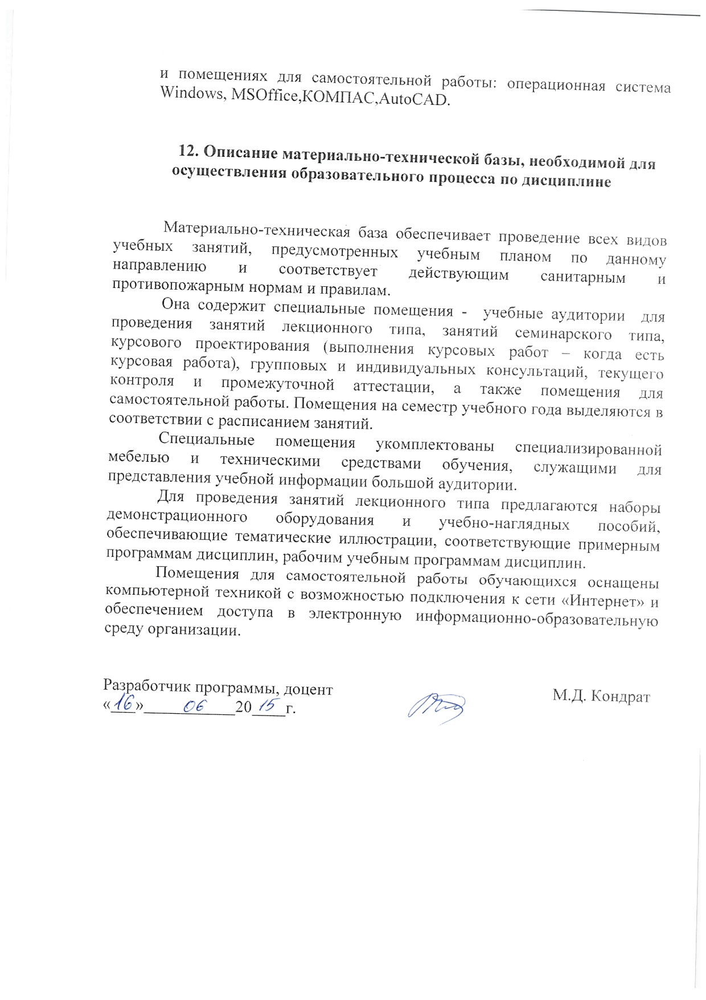 и помещениях для самостоятельной работы: операционная система
Windows, MSOffice,КОМПАС,AutoCAD.
12. Описание материально-технической базы, необходимой для
осуществления образовательного процесса по дисциплине
Материально-техническая база обеспечивает проведение всех видов
учебных занятий, предусмотренных учебным планом по данному
направлению и соответствует действующим санитарным и
противопожарным нормам и правилам.
Она содержит специальные помещения - учебные аудитории для
проведения занятий лекционного типа, занятий семинарского типа,
курсового проектирования (выполнения курсовых работ – когда есть
курсовая работа), групповых и индивидуальных консультаций, текущего
контроля и промежуточной аттестации, а также помещения для
самостоятельной работы. Помещения на семестр учебного года выделяются в
соответствии с расписанием занятий.
Специальные помещения укомплектованы специализированной
мебелью и техническими средствами обучения, служащими для
представления учебной информации большой аудитории.
Для проведения занятий лекционного типа предлагаются наборы
демонстрационного оборудования и учебно-наглядных пособий,
обеспечивающие тематические иллюстрации, соответствующие примерным
программам дисциплин, рабочим учебным программам дисциплин.
Помещения для самостоятельной работы обучающихся оснащены
компьютерной техникой с возможностью подключения к сети «Интернет» и
обеспечением доступа в электронную информационно-образовательную
среду организации.
Разработчик программы, доцент М.Д. Кондрат
«16» 06 2015 г.